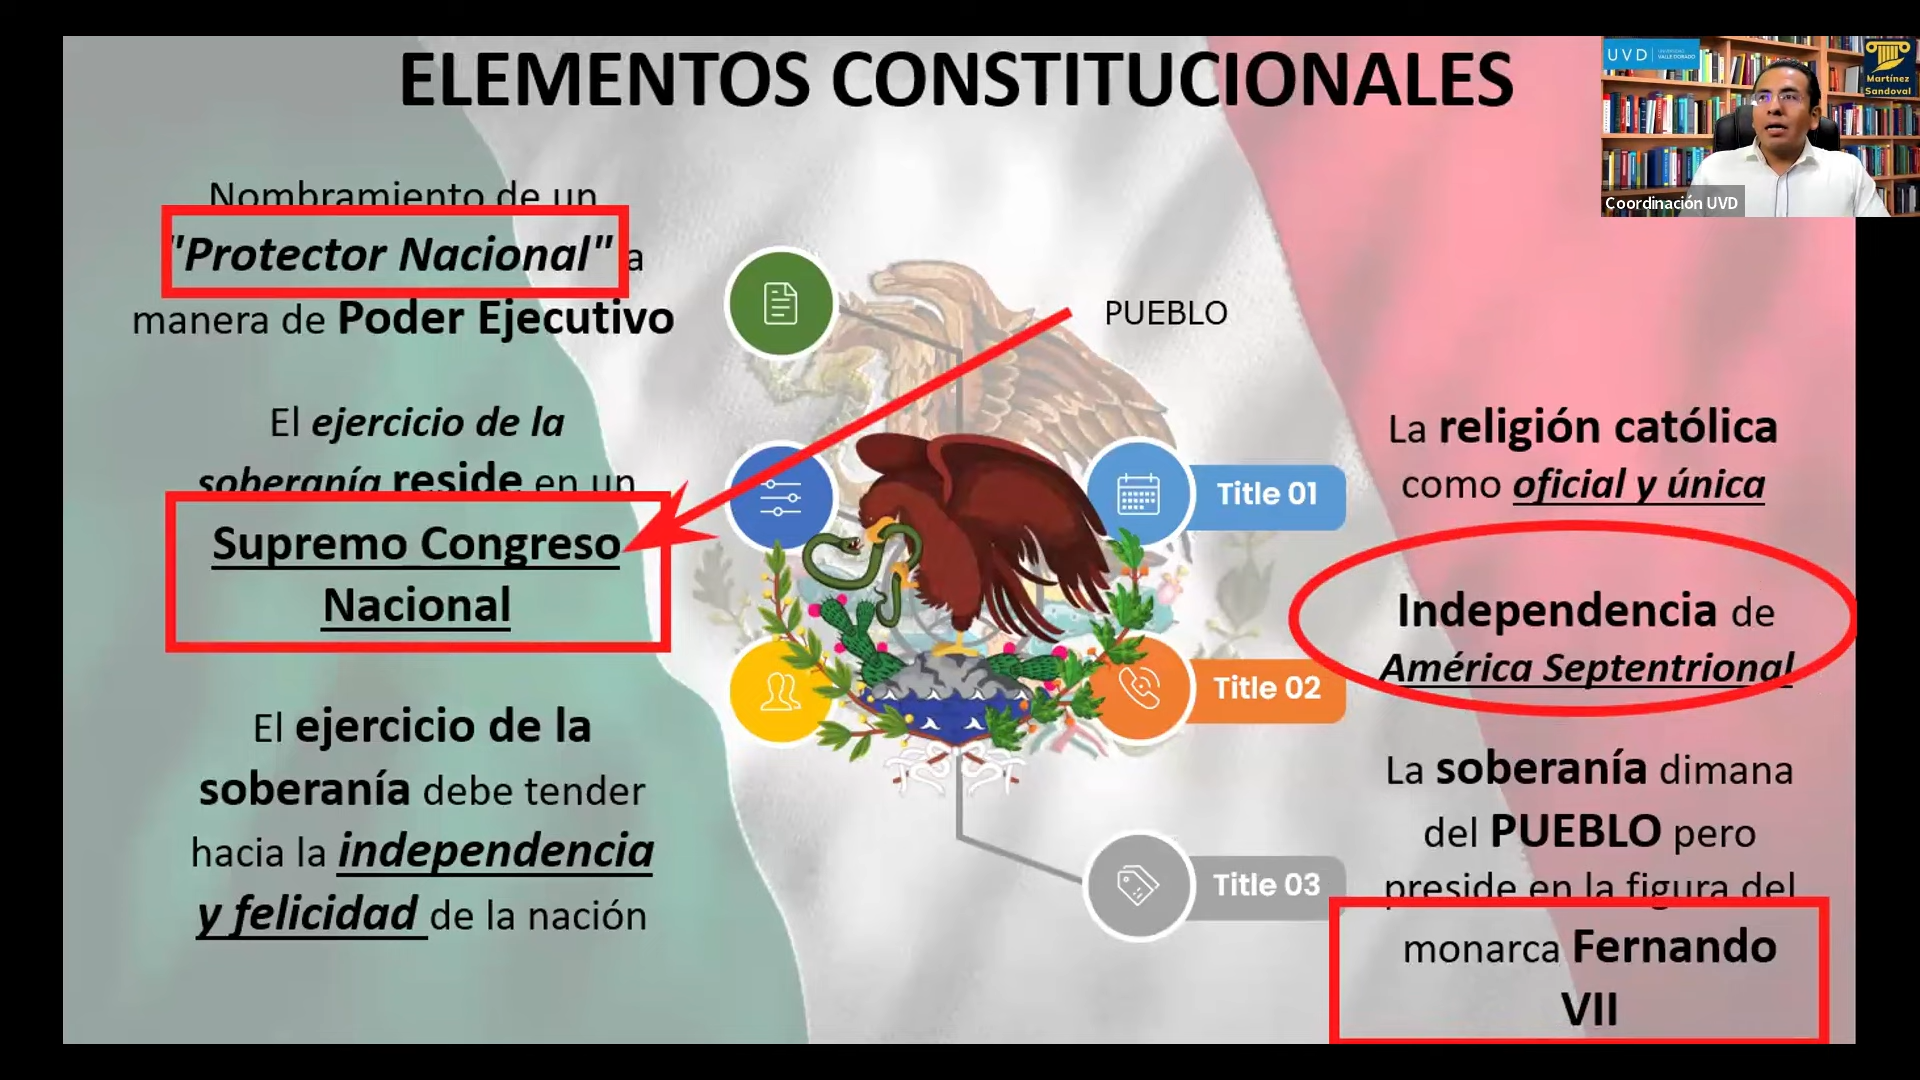 ELEMENTOS CONSTITUCIONALES
UVD
UNIVERSIDAD
VALLE DORADO
Martínez
Sandoval
Coordinación UVD
Nombramiento de un
"Protector Nacional" a
manera de Poder Ejecutivo
El ejercicio de la
soberanía reside en un
Supremo Congreso
Nacional
El ejercicio de la
soberanía debe tender
hacia la independencia
y felicidad de la nación
PUEBLO
Title 01
Title 02
Title 03
La religión católica
como oficial y única
Independencia de
América Septentrional
La soberanía dimana
del PUEBLO pero
preside en la figura del
monarca Fernando
VII